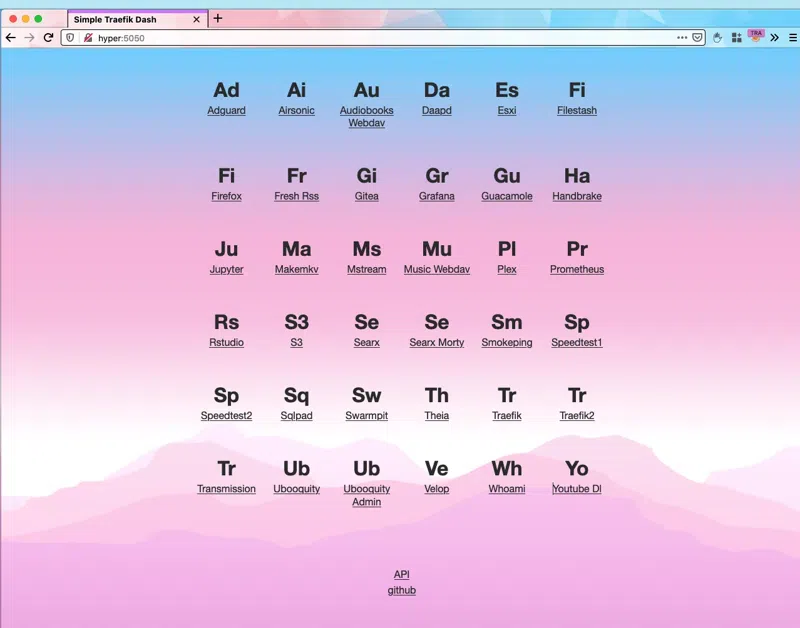 Simple Traefik Dash
hyper:5050
TRA
Ad Ai Au Da Es Fi
Adguard Airsonic Audiobooks Webdav Daapd Esxi Filestash
Fi Fr Gi Gr Gu Ha
Firefox Fresh Rss Gitea Grafana Guacamole Handbrake
Ju Ma Ms Mu Pl Pr
Jupyter Makemkv Mstream Music Webdav Plex Prometheus
Rs S3 Se Se Sm Sp
Rstudio S3 Searx Searx Morty Smokeping Speedtest1
Sp Sq Sw Th Tr Tr
Speedtest2 Sqlpad Swarmpit Theia Traefik Traefik2
Tr Ub Ub Ve Wh Yo
Transmission Ubooquity Ubooquity Admin Velop Whoami Youtube Dl
API
github